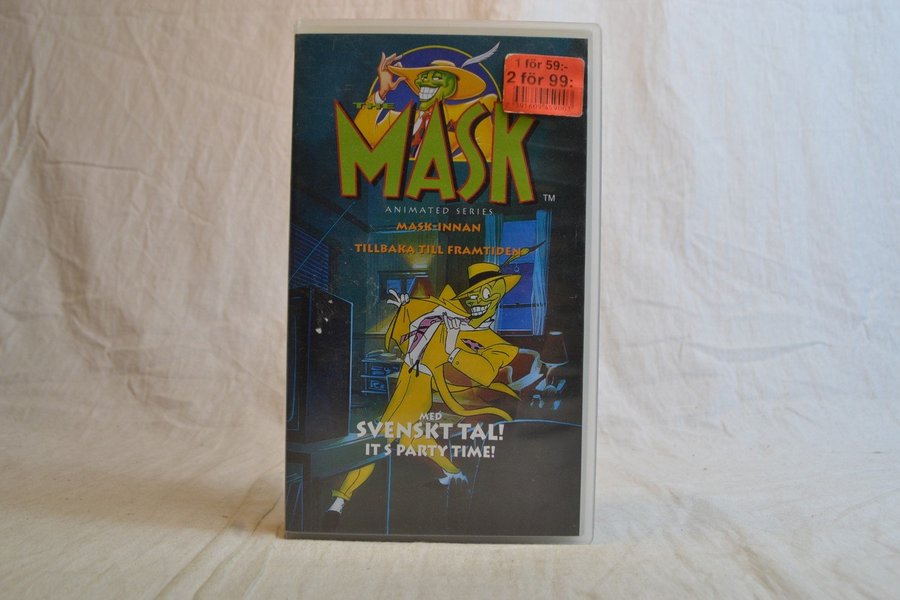 1 för 59:-
2 för 99:
THE
MASK
TM
ANIMATED SERIES
MASK-INNAN
TILLBAKA TILL FRAMTIDEN
MED
SVENSKT TAL!
IT S PARTY TIME!